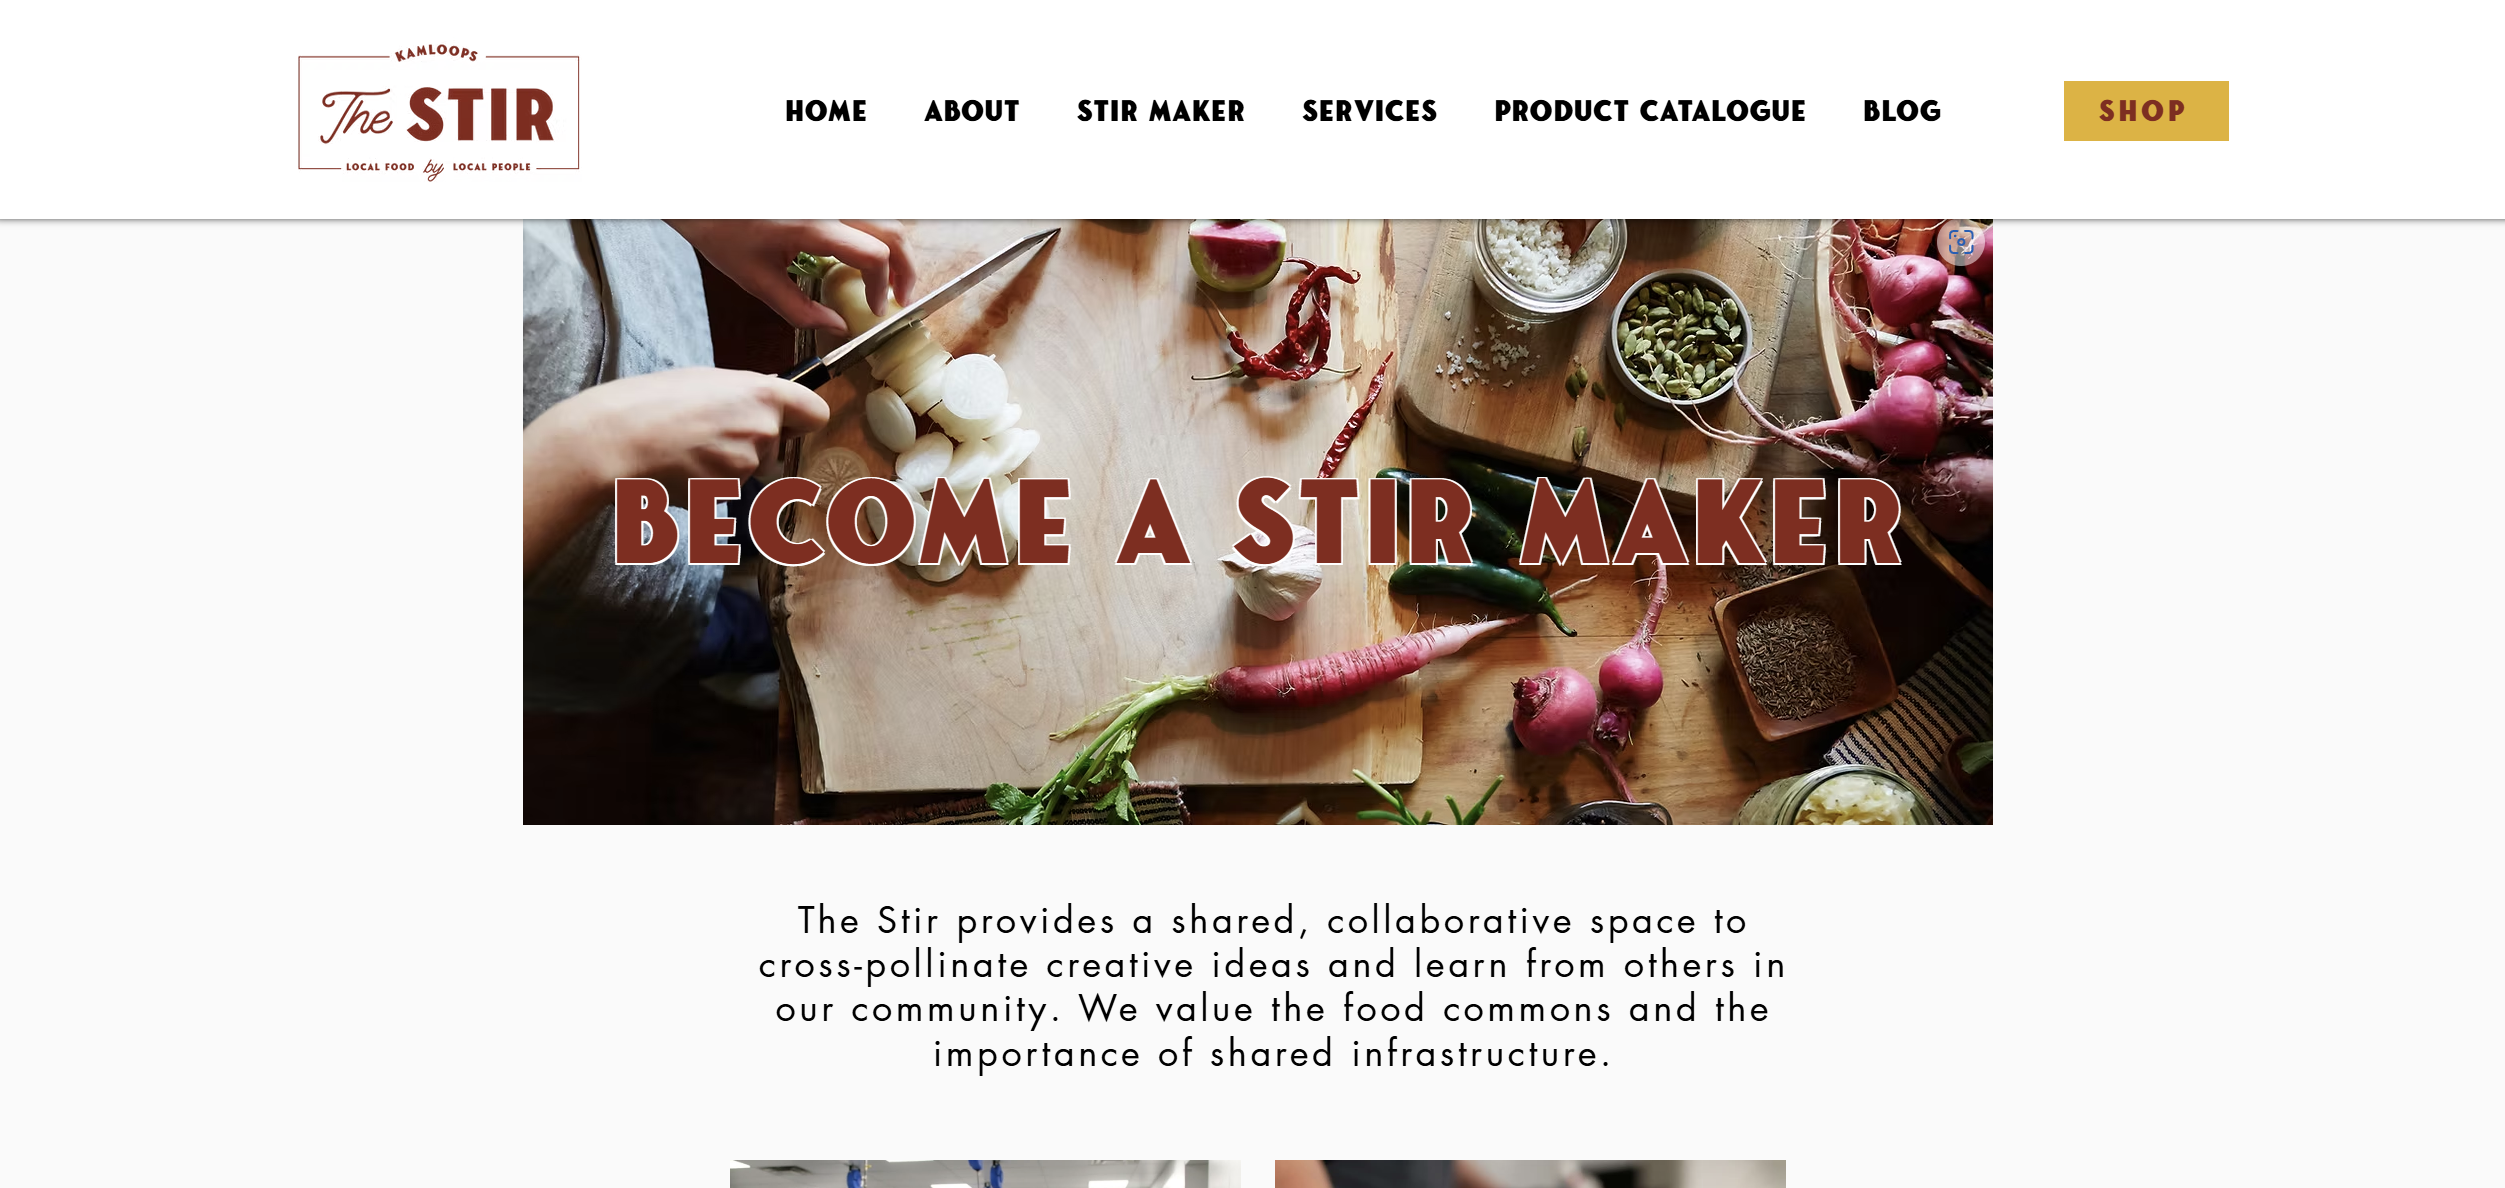 KAMLOOPS
The STIR
LOCAL FOOD by LOCAL PEOPLE
HOME ABOUT STIR MAKER SERVICES PRODUCT CATALOGUE BLOG SHOP
BECOME A STIR MAKER
The Stir provides a shared, collaborative space to
cross-pollinate creative ideas and learn from others in
our community. We value the food commons and the
importance of shared infrastructure.